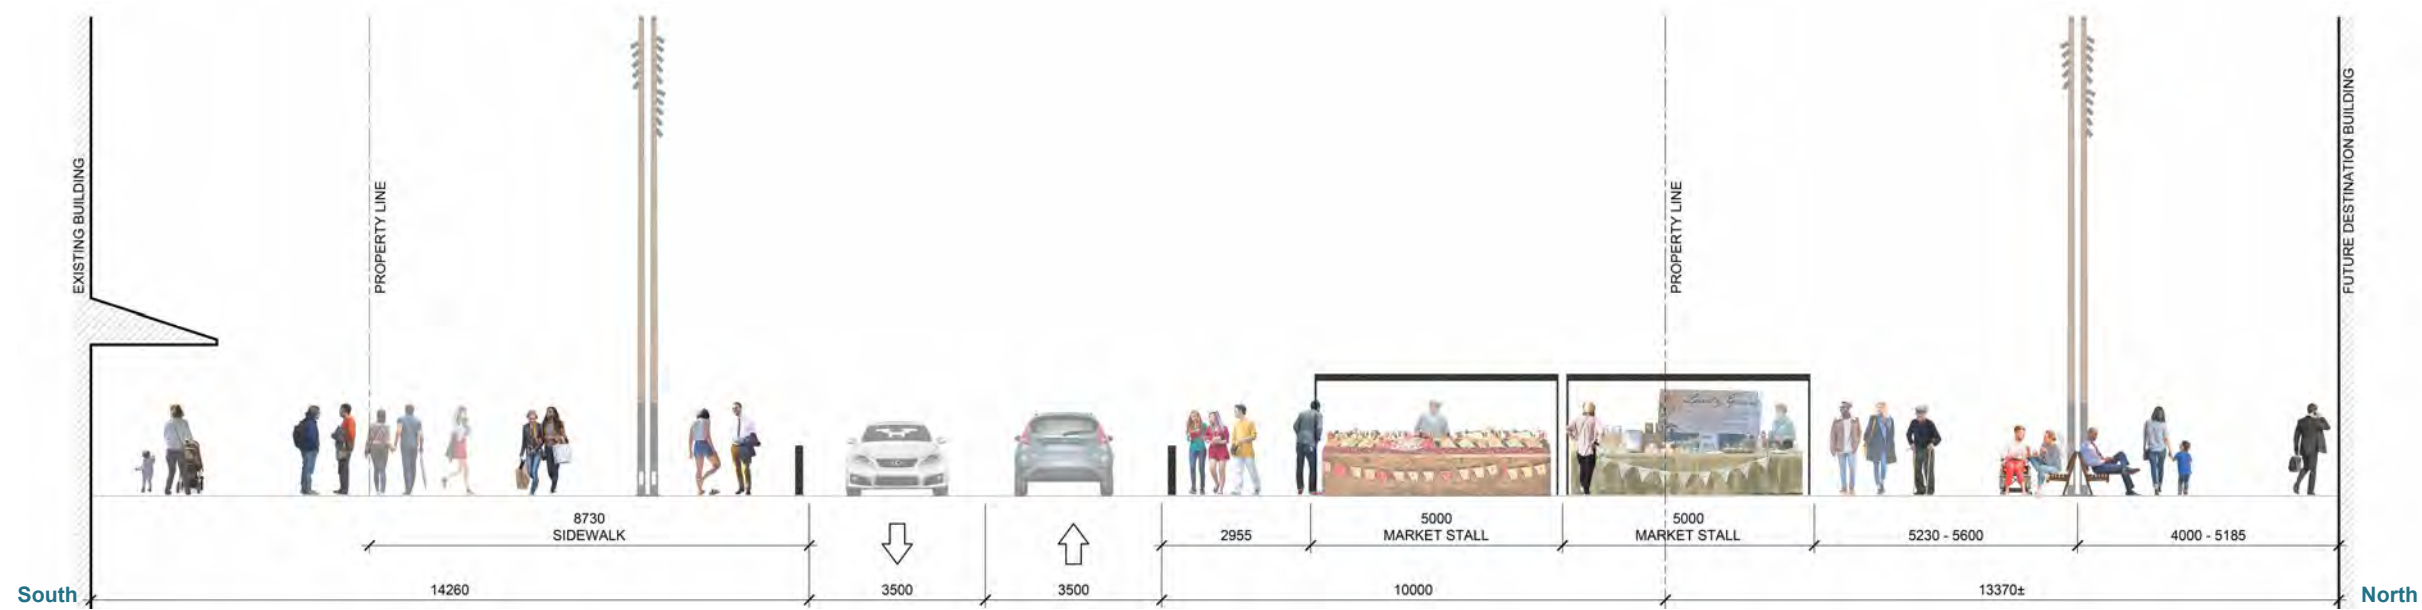 EXISTING BUILDING
PROPERTY LINE
PROPERTY LINE
FUTURE DESTINATION BUILDING
8730
SIDEWALK
2955
5000
MARKET STALL
5000
MARKET STALL
5230 - 5600
4000 - 5185
South
14260
3500
3500
10000
13370±
North